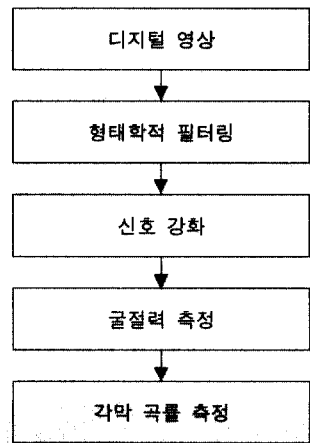 디지털 영상
형태학적 필터링
신호 강화
굴절력 측정
각막 곡률 측정